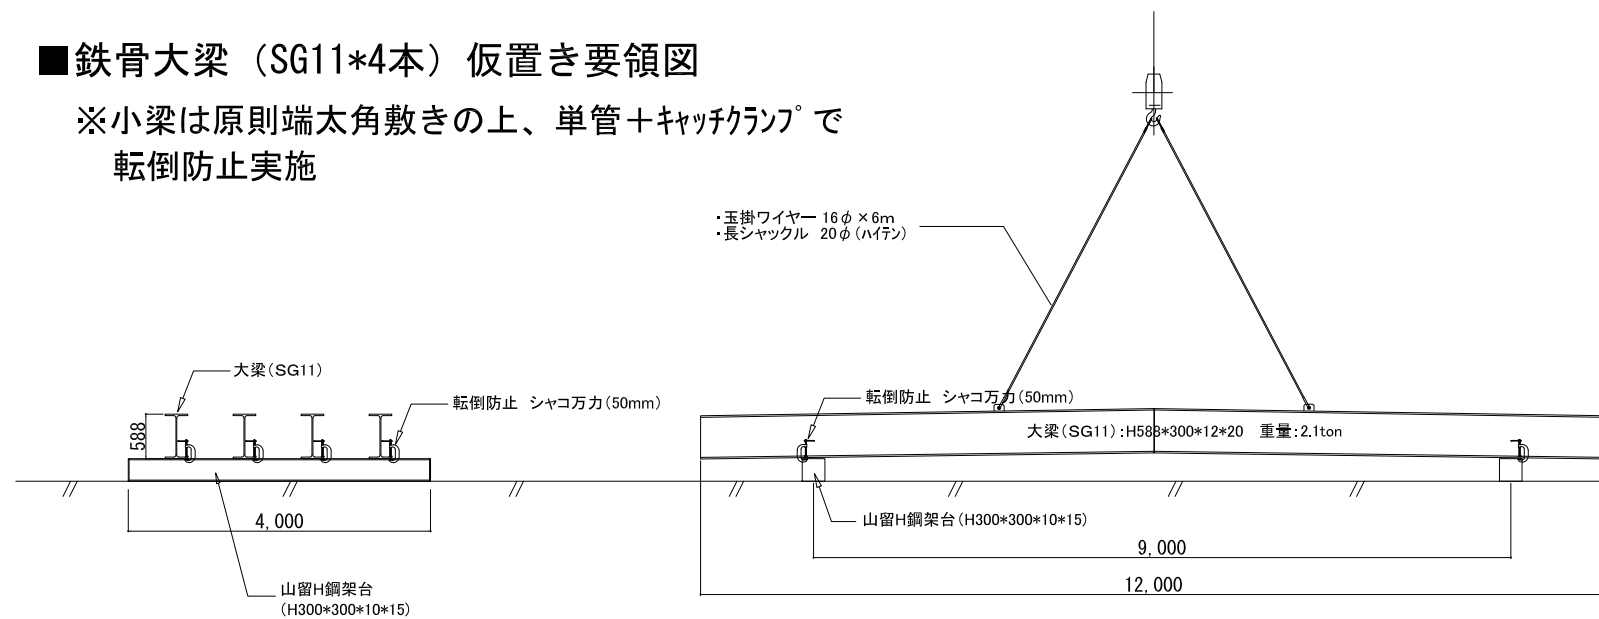 ■鉄骨大梁（SG11*4本）仮置き要領図
※小梁は原則端太角敷きの上、単管＋ｷｬｯﾁｸﾗﾝﾌﾟで
転倒防止実施
・玉掛ワイヤー 16φ×6m
・長シャックル 20φ(ﾊｲﾃﾝ)
大梁(SG11)
転倒防止 シャコ万力(50mm)
588
4,000
山留H鋼架台
(H300*300*10*15)
転倒防止 シャコ万力(50mm)
大梁(SG11):H588*300*12*20 重量:2.1ton
山留H鋼架台(H300*300*10*15)
9,000
12,000